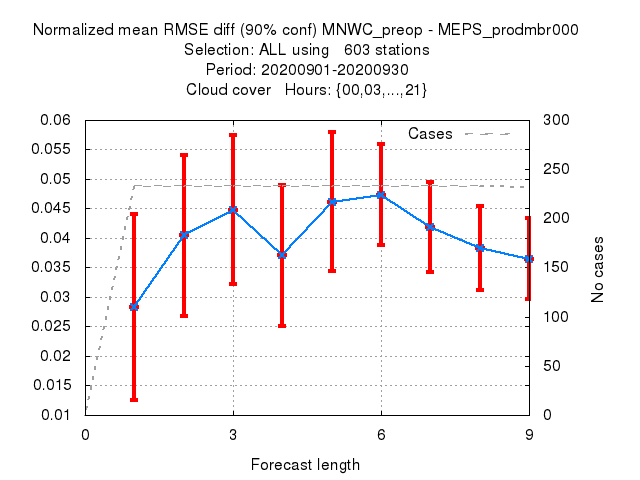 Normalized mean RMSE diff (90% conf) MNWC_preop - MEPS_prodmbr000
Selection: ALL using   603 stations
Period: 20200901-20200930
Cloud cover   Hours: {00,03,...,21}
0.06
0.055
0.05
0.045
0.04
0.035
0.03
0.025
0.02
0.015
0.01
Cases
300
250
200
150
100
50
0
No cases
0 3 6 9
Forecast length